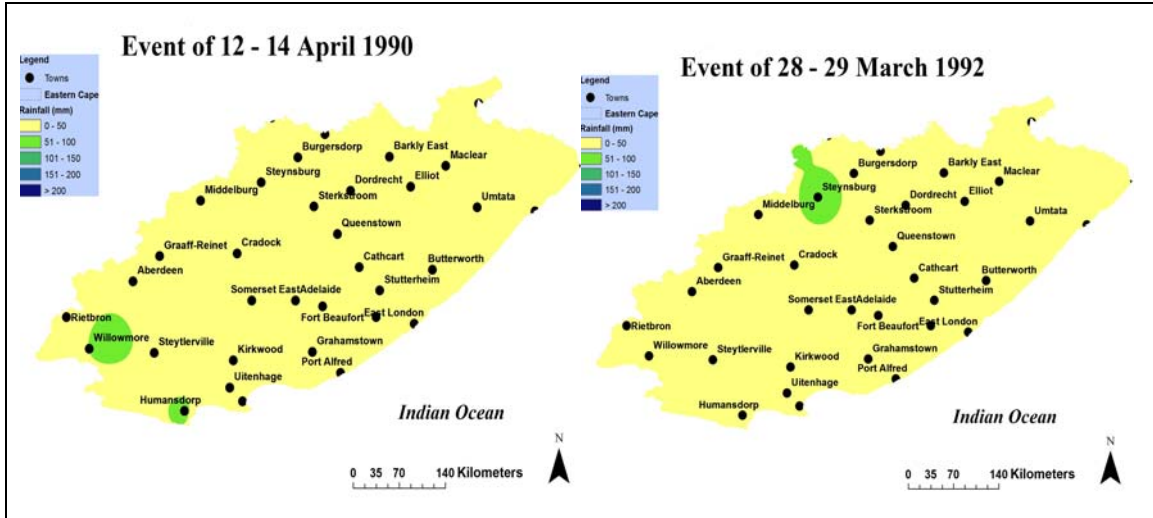 Event of 12 - 14 April 1990
Legend
Towns
Eastern Cape
Rainfall (mm)
0 - 50
51 - 100
101 - 150
151 - 200
> 200
Burgersdorp
Barkly East
Maclear
Steynsburg
Dordrecht
Elliot
Middelburg
Sterkstroom
Umtata
Queenstown
Graaff-Reinet
Cradock
Cathcart
Butterworth
Aberdeen
Stutterheim
Somerset East
Adelaide
Rietbron
Fort Beaufort
East London
Willowmore
Steytlerville
Grahamstown
Kirkwood
Port Alfred
Uitenhage
Humansdorp
Indian Ocean
N
0 35 70 140 Kilometers
Event of 28 - 29 March 1992
Legend
Towns
Eastern Cape
Rainfall (mm)
0 - 50
51 - 100
101 - 150
151 - 200
> 200
Burgersdorp
Barkly East
Maclear
Steynsburg
Dordrecht
Elliot
Middelburg
Sterkstroom
Umtata
Queenstown
Graaff-Reinet
Cradock
Cathcart
Butterworth
Aberdeen
Stutterheim
Somerset East
Adelaide
Rietbron
Fort Beaufort
East London
Willowmore
Steytlerville
Grahamstown
Kirkwood
Port Alfred
Uitenhage
Humansdorp
Indian Ocean
N
0 35 70 140 Kilometers